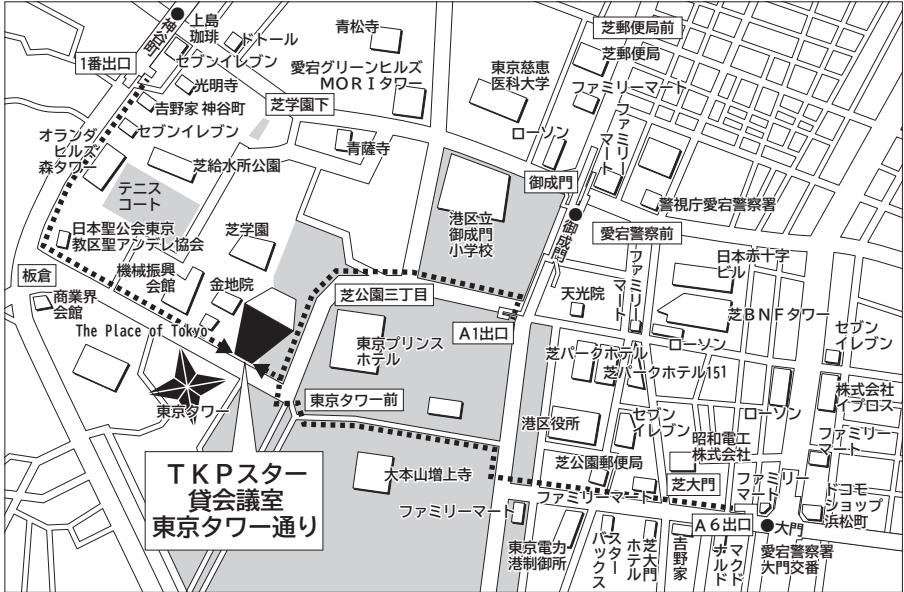 神谷町
上島
珈琲
ドトール
青松寺
芝郵便局前
芝郵便局
1番出口
セブンイレブン
光明寺
愛宕グリーンヒルズ
MORIタワー
東京慈恵
医科大学
ファミリーマート
吉野家 神谷町
芝学園下
ファミリー
マート
セブンイレブン
ローソン
オランダ
ヒルズ
森タワー
芝給水所公園
青薩寺
御成門
テニス
コート
港区立
御成門
小学校
警視庁愛宕警察署
御成門
愛宕警察前
日本聖公会東京
教区聖アンデレ協会
芝学園
板倉
機械振興
会館
金地院
商業界
会館
芝公園三丁目
天光院
ファミリー
マート
日本赤十字
ビル
芝BNFタワー
The Place of Tokyo
東京プリンス
ホテル
A1出口
ローソン
セブン
イレブン
芝パークホテル
芝パークホテル151
東京タワー
東京タワー前
港区役所
セブン
イレブン
ローソン
株式会社
イプロス
昭和電工
株式会社
ファミリー
マート
TKPスター
貸会議室
東京タワー通り
大本山増上寺
芝公園郵便局
芝大門
ファミリーマート
ファミリーマート
ファミリー
マート
ドコモ
ショップ
浜松町
A6出口
大門
東京電力
港制御所
スター
バックス
芝大門
ホテル
吉野家
マクド
ナルド
愛宕警察署
大門交番